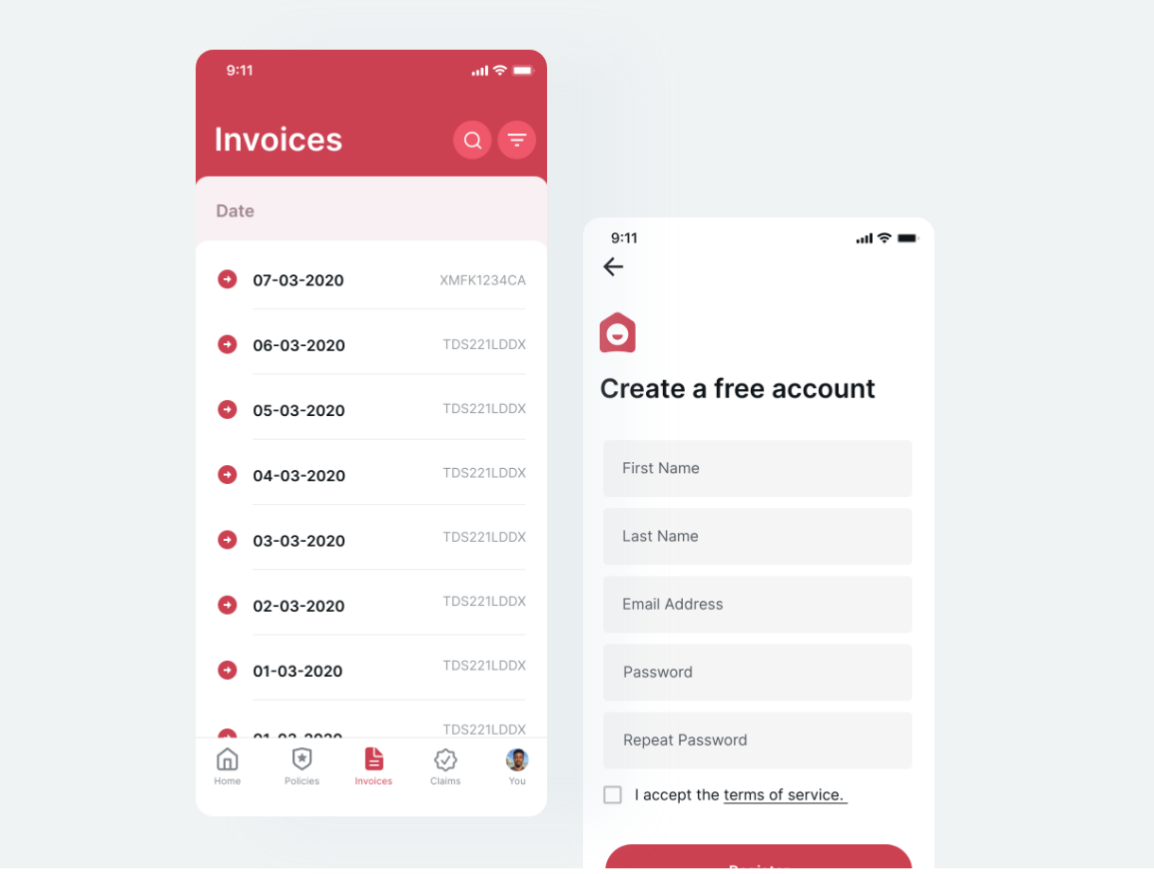 9:11
Invoices
Date
07-03-2020 XMFK1234CA
06-03-2020 TDS221LDDX
05-03-2020 TDS221LDDX
04-03-2020 TDS221LDDX
03-03-2020 TDS221LDDX
02-03-2020 TDS221LDDX
01-03-2020 TDS221LDDX
TDS221LDDX
Home Policies Invoices Claims You
9:11
Create a free account
First Name
Last Name
Email Address
Password
Repeat Password
I accept the terms of service.
Register